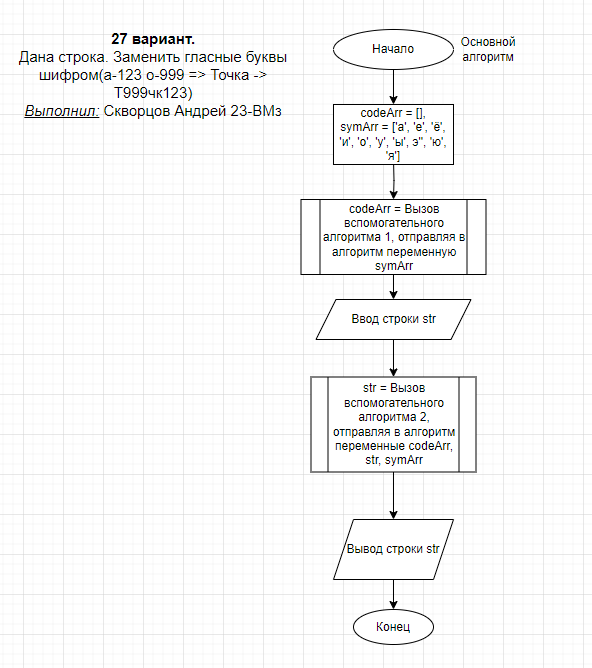 27 вариант.
Дана строка. Заменить гласные буквы
шифром(а-123 о-999 => Точка ->
Т999чк123)
Выполнил: Скворцов Андрей 23-ВМз
Начало
Основной
алгоритм
codeArr = [],
symArr = ['а', 'е', 'ё',
'и', 'о', 'у', 'ы', э'', 'ю',
'я']
codeArr = Вызов
вспомогательного
алгоритма 1, отправляя в
алгоритм переменную
symArr
Ввод строки str
str = Вызов
вспомогательного
алгоритма 2,
отправляя в алгоритм
переменные codeArr,
str, symArr
Вывод строки str
Конец